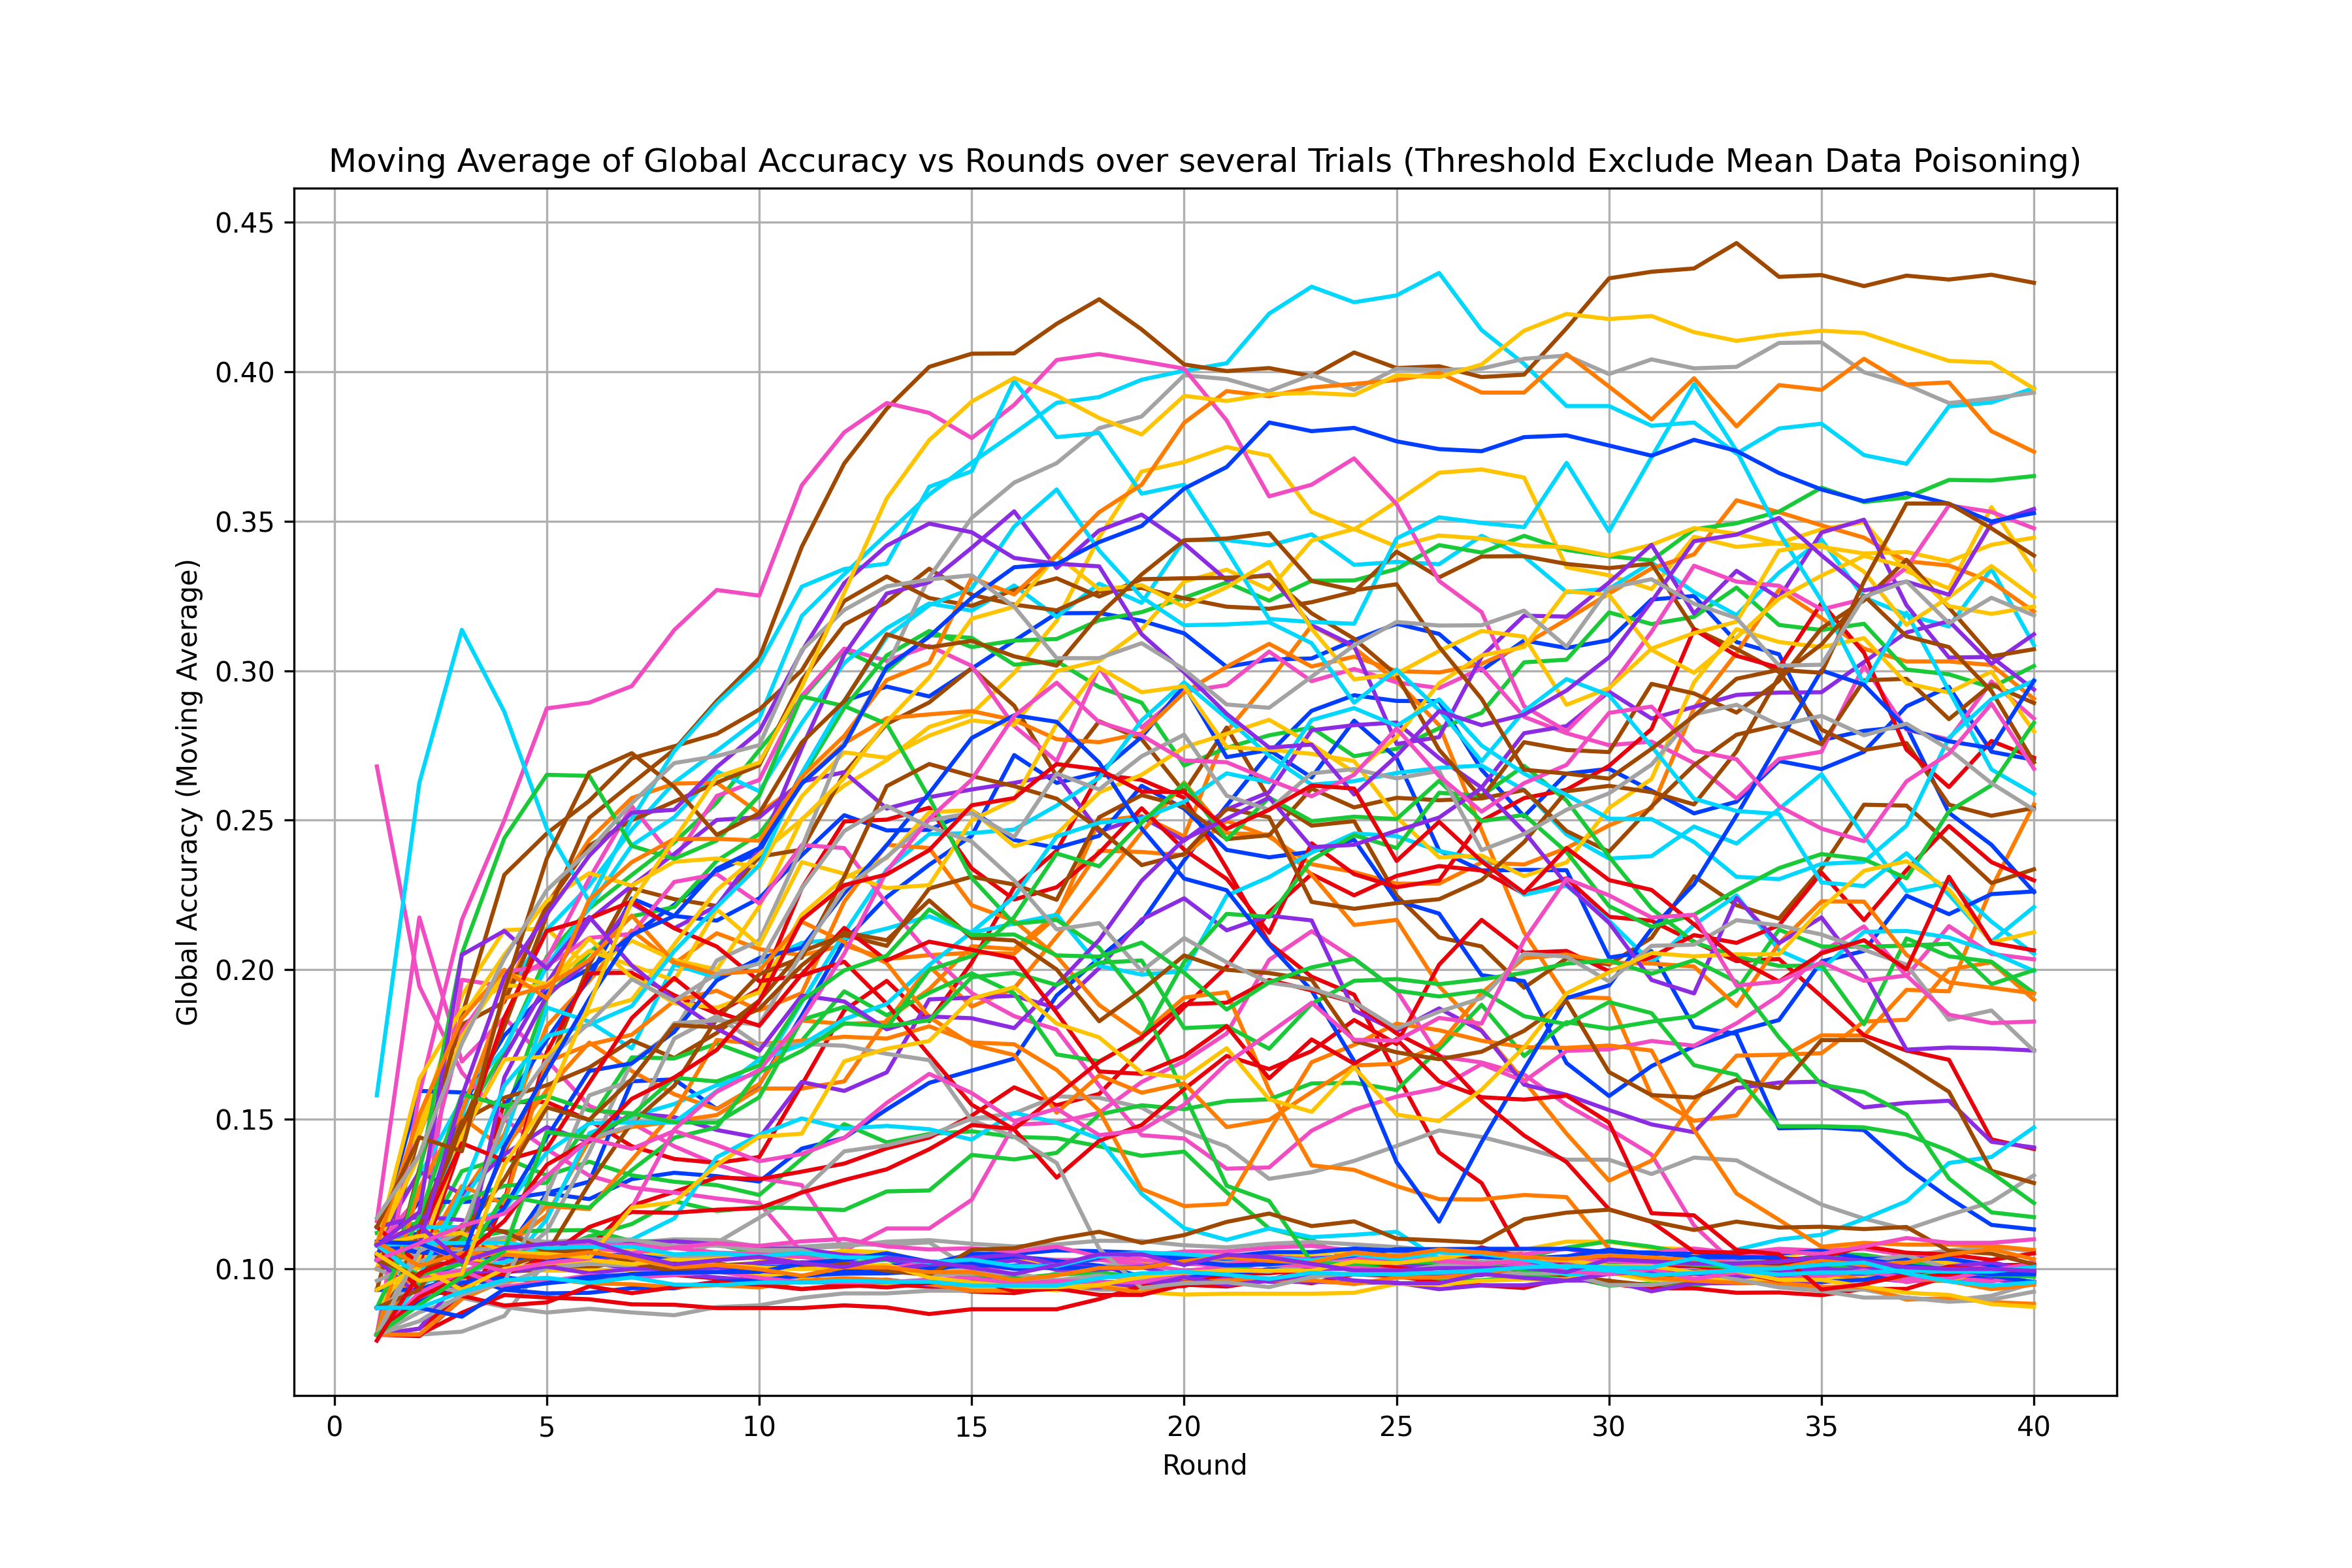 Moving Average of Global Accuracy vs Rounds over several Trials (Threshold Exclude Mean Data Poisoning)
Global Accuracy (Moving Average)
0.45
0.40
0.35
0.30
0.25
0.20
0.15
0.10
0 5 10 15 20 25 30 35 40
Round